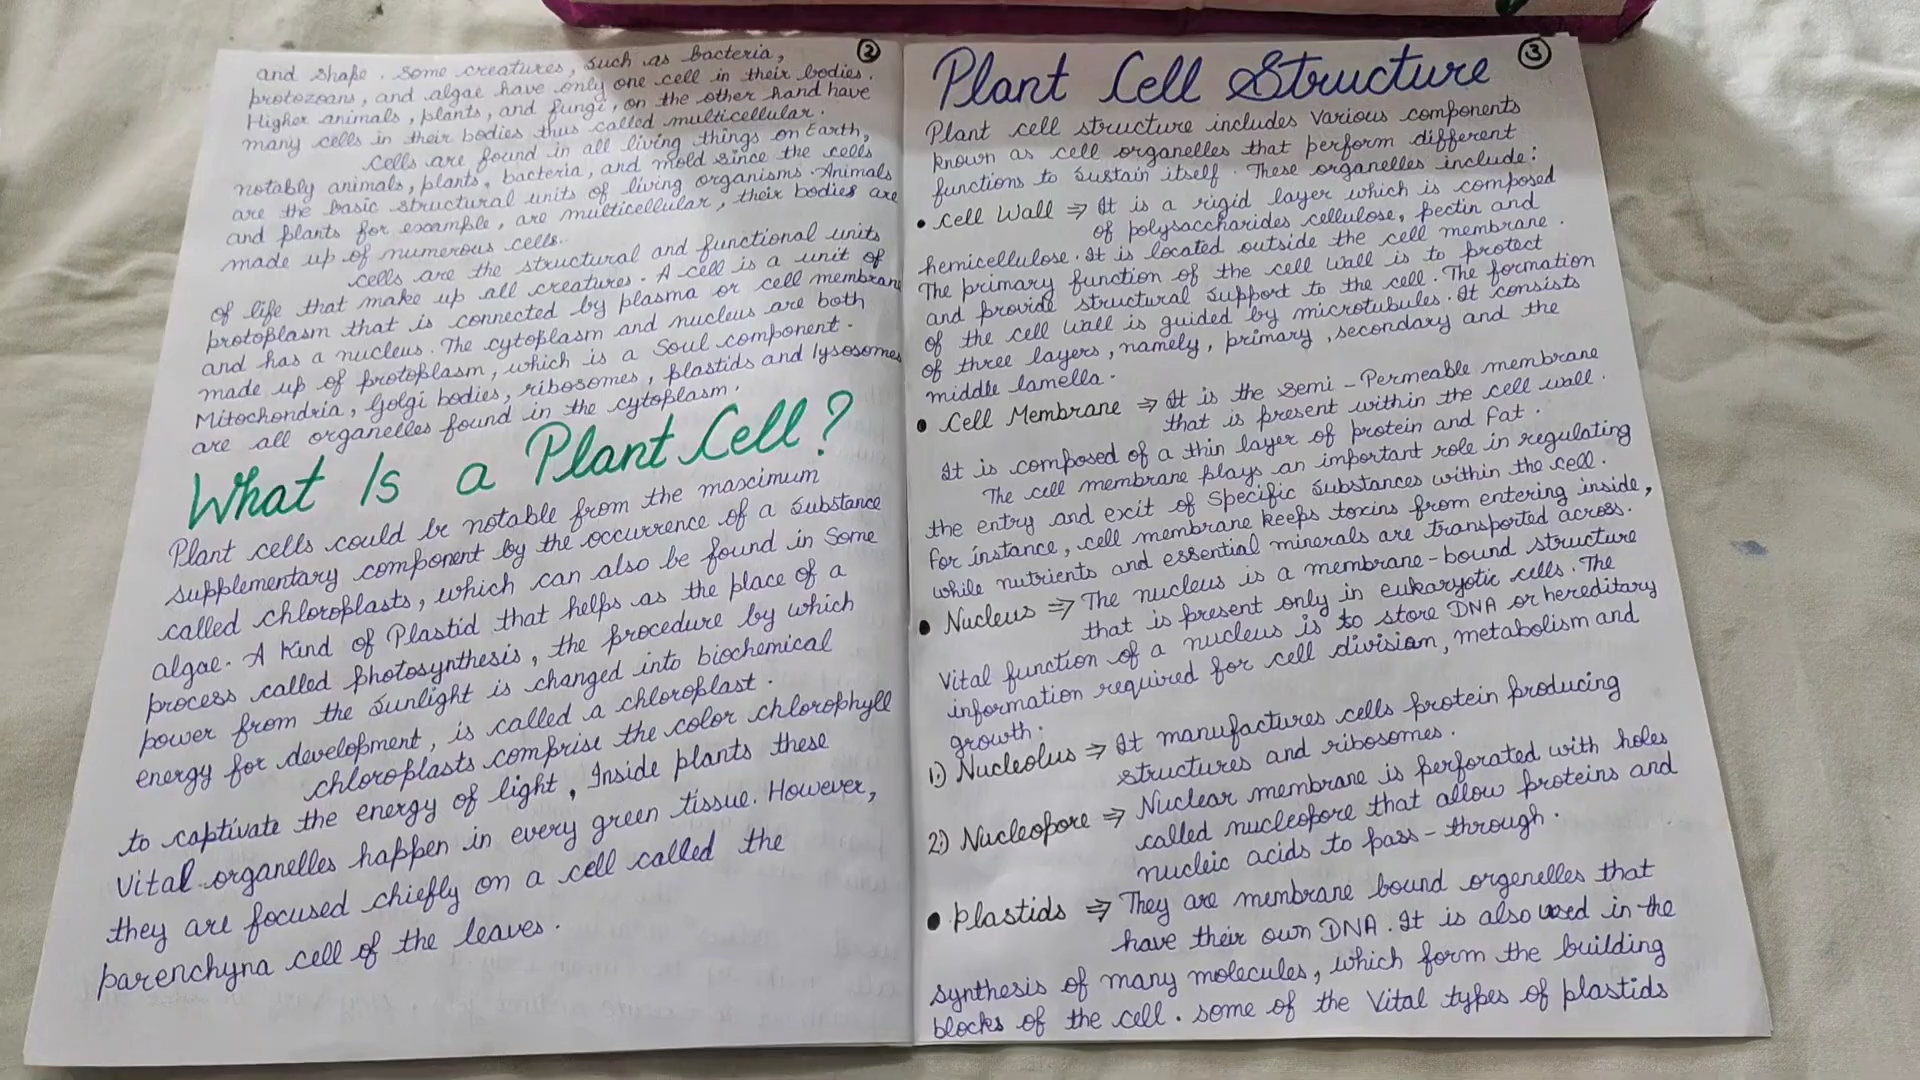 ②
and shape. Some creatures, such as bacteria,
protozoans, and algae have only one cell in their bodies.
Higher animals, plants, and fungi, on the other hand have
many cells in their bodies thus called multicellular.
Cells are found in all living things on Earth,
notably animals, plants, bacteria, and mold since the cells
are the basic structural units of living organisms. Animals
and plants for example, are multicellular, their bodies are
made up of numerous cells.
cells are the structural and functional units
of life that make up all creatures. A cell is a unit of
protoplasm that is connected by plasma or cell membrane
and has a nucleus. The cytoplasm and nucleus are both
made up of protoplasm, which is a Soul component.
Mitochondria, Golgi bodies, ribosomes, plastids and lysosomes
are all organelles found in the cytoplasm.
What Is a Plant Cell?
Plant cells could be notable from the maximum
supplementary component by the occurrence of a substance
called chloroplasts, which can also be found in Some
algae. A Kind of Plastid that helps as the place of a
process called photosynthesis, the procedure by which
power from the sunlight is changed into biochemical
energy for development, is called a chloroplast.
chloroplasts comprise the color chlorophyll
to captivate the energy of light, Inside plants these
Vital organelles happen in every green tissue. However,
they are focused chiefly on a cell called the
parenchyna cell of the leaves.
③
Plant Cell Structure
Plant cell structure includes various components
known as cell organelles that perform different
functions to sustain itself. These organelles include:
• Cell Wall ⇒ It is a rigid layer which is composed
of polysaccharides cellulose, pectin and
hemicellulose. It is located outside the cell membrane.
The primary function of the cell wall is to protect
and provide structural support to the cell. The formation
of the cell wall is guided by microtubules. It consists
of three layers, namely, primary, secondary and the
middle lamella.
• Cell Membrane ⇒ It is the semi-Permeable membrane
that is present within the cell wall.
It is composed of a thin layer of protein and fat.
The cell membrane plays an important role in regulating
the entry and exit of Specific substances within the cell.
for instance, cell membrane keeps toxins from entering inside,
while nutrients and essential minerals are transported across.
• Nucleus ⇒ The nucleus is a membrane-bound structure
that is present only in eukaryotic cells. The
Vital function of a nucleus is to store DNA or hereditary
information required for cell division, metabolism and
growth.
1.) Nucleolus ⇒ It manufactures cells protein producing
structures and ribosomes.
2.) Nucleopore ⇒ Nuclear membrane is perforated with holes
called nucleopore that allow proteins and
nucleic acids to pass-through.
• Plastids ⇒ They are membrane bound orgenelles that
have their own DNA. It is also used in the
synthesis of many molecules, which form the building
blocks of the cell. some of the Vital types of plastids